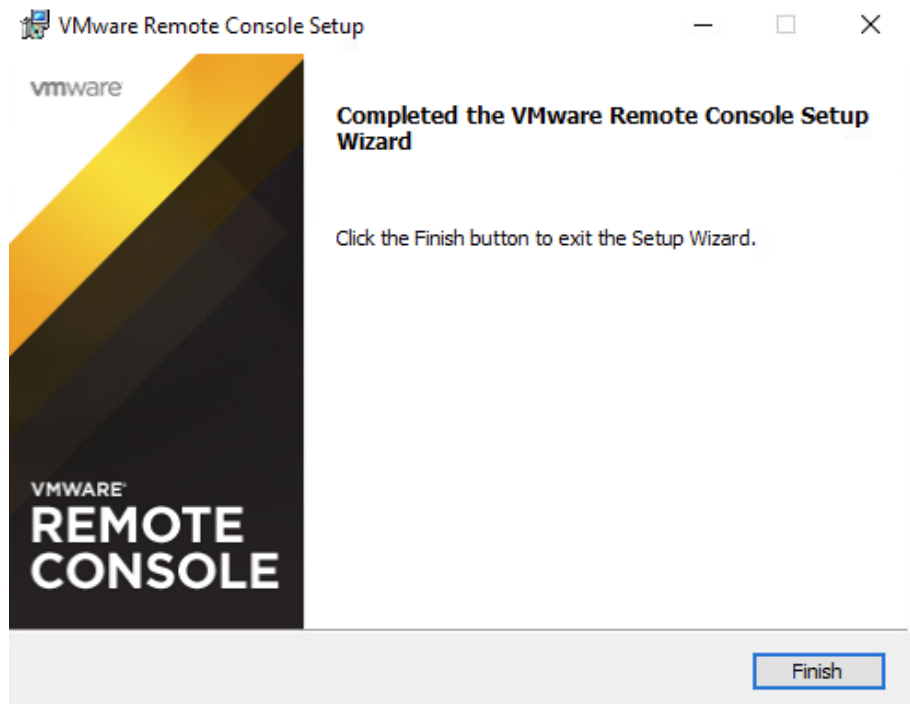 VMware Remote Console Setup
vmware
Completed the VMware Remote Console Setup
Wizard
Click the Finish button to exit the Setup Wizard.
VMWARE®
REMOTE
CONSOLE
Finish